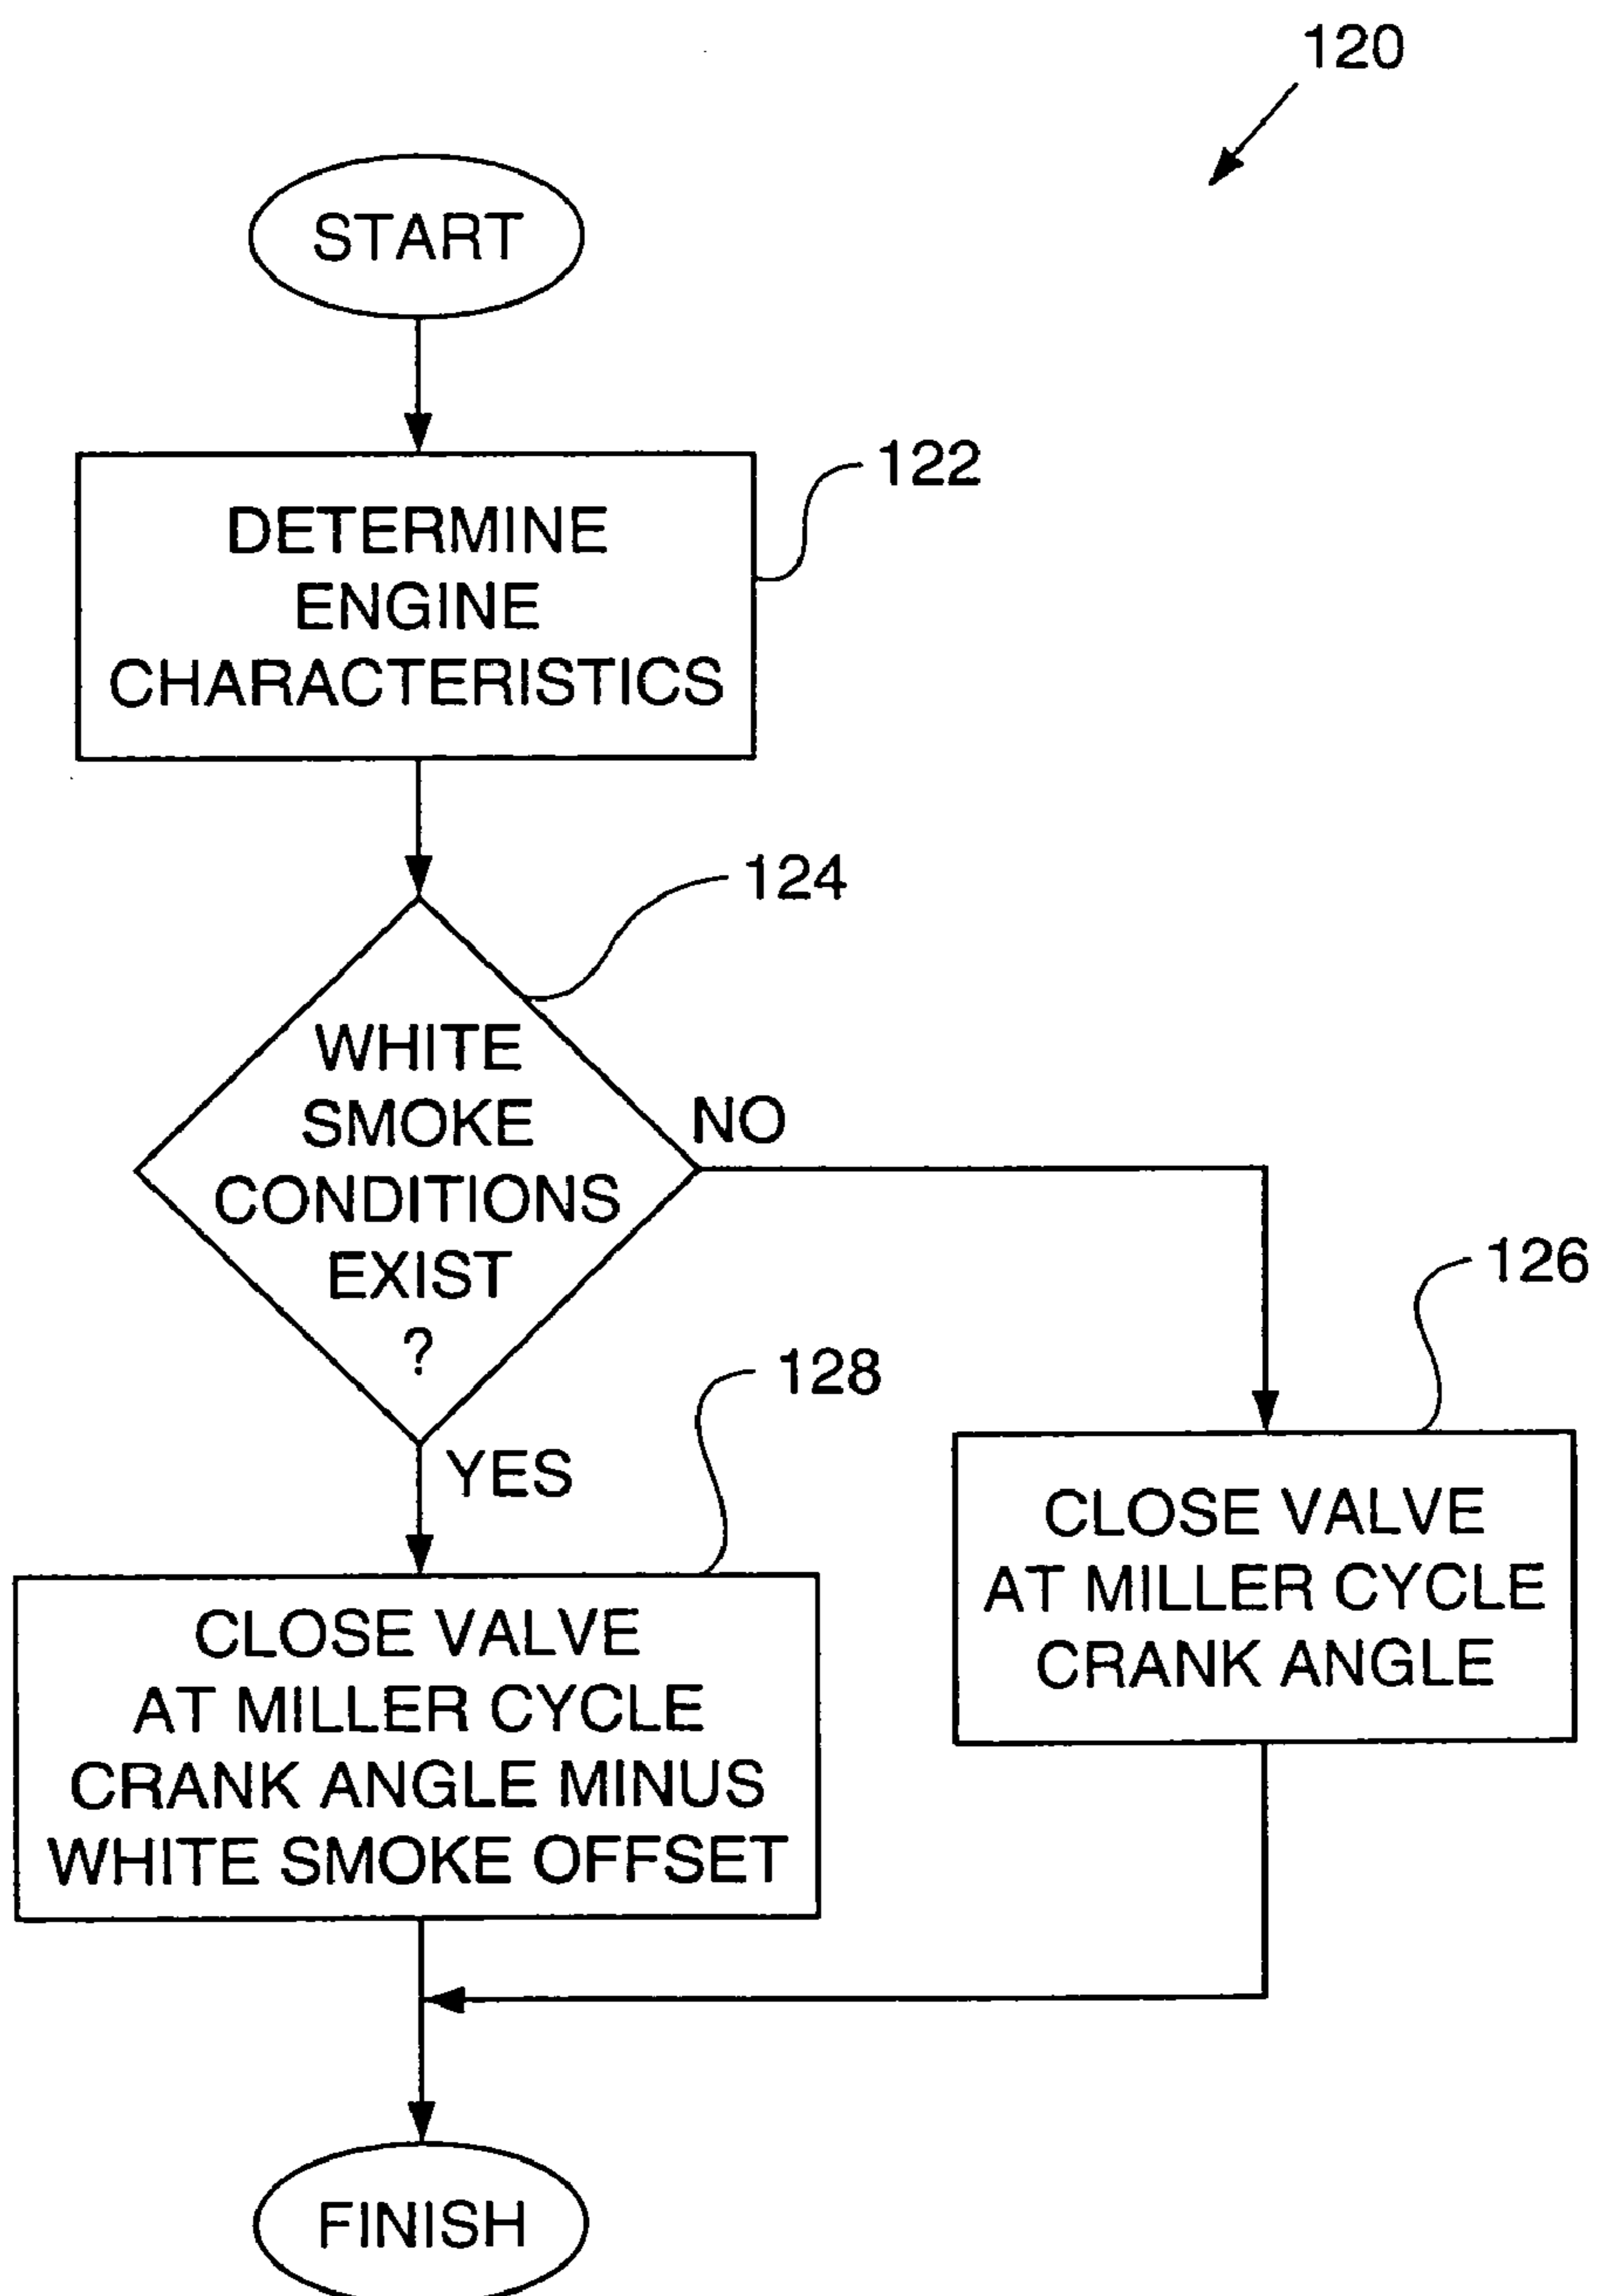 120
START
122
DETERMINE
ENGINE
CHARACTERISTICS
124
WHITE
SMOKE
CONDITIONS
EXIST
?
NO
YES
126
CLOSE VALVE
AT MILLER CYCLE
CRANK ANGLE
128
CLOSE VALVE
AT MILLER CYCLE
CRANK ANGLE MINUS
WHITE SMOKE OFFSET
FINISH